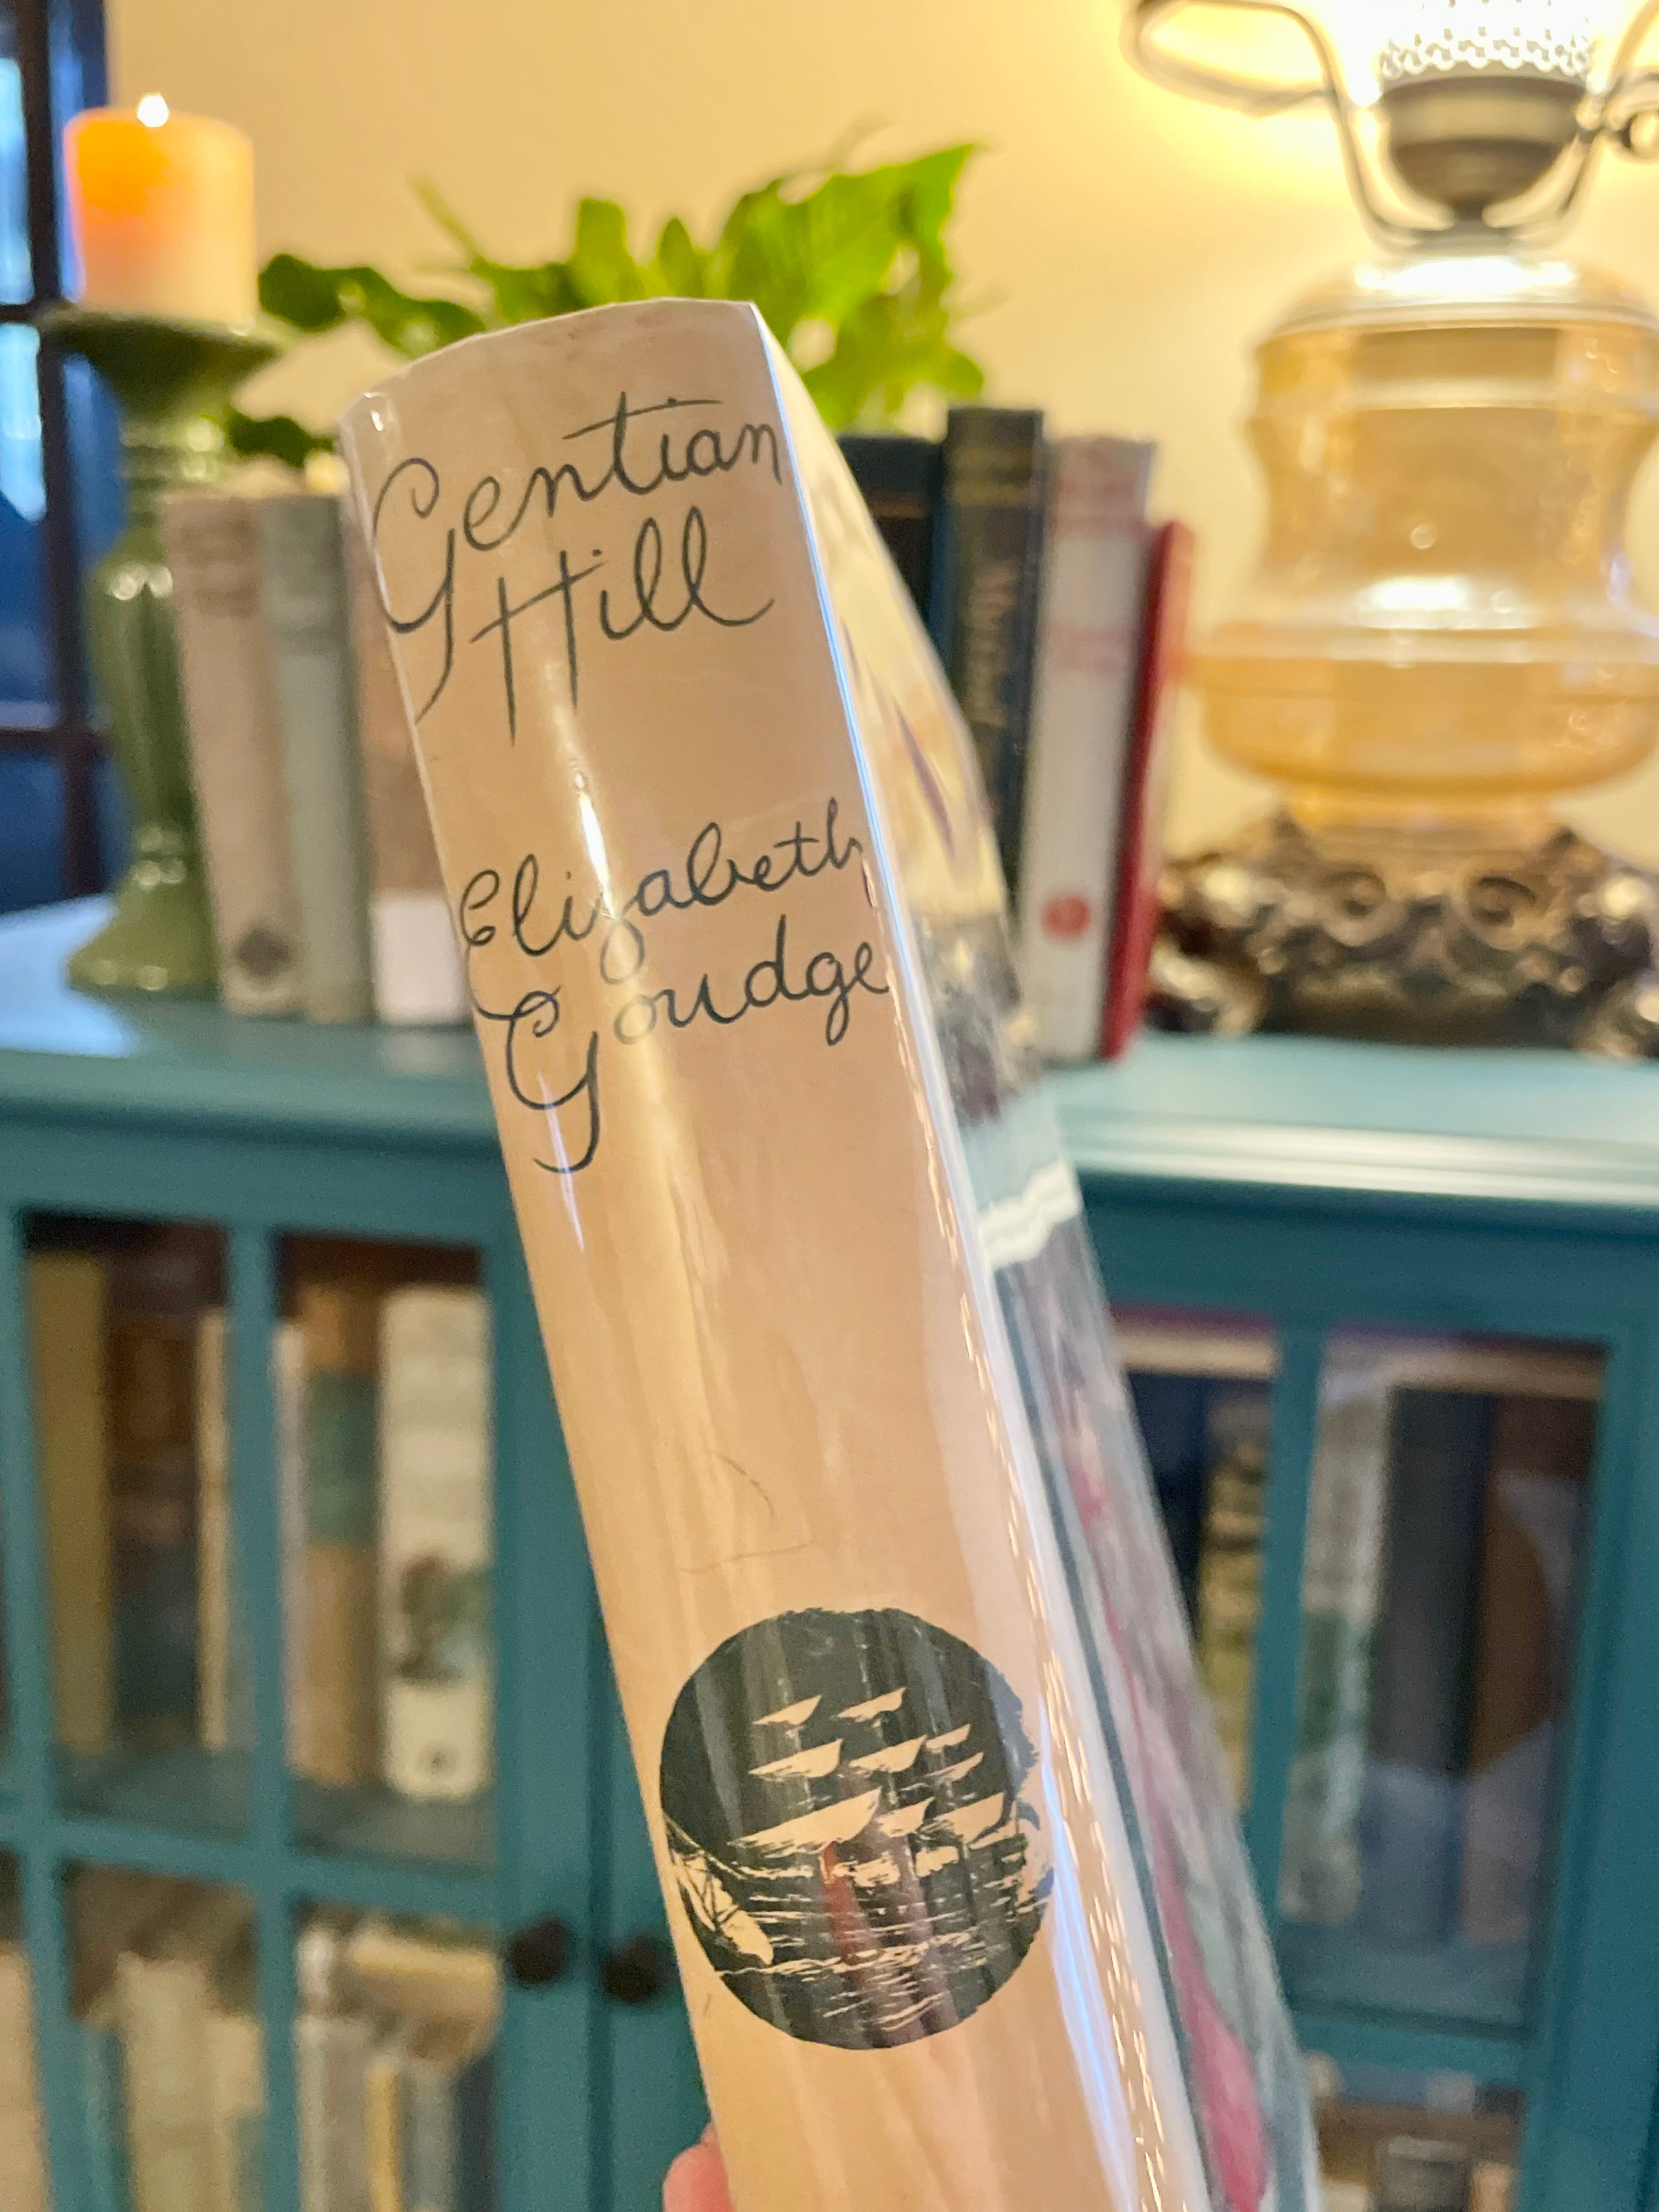 Gentian
Hill
Elizabeth
Goudge